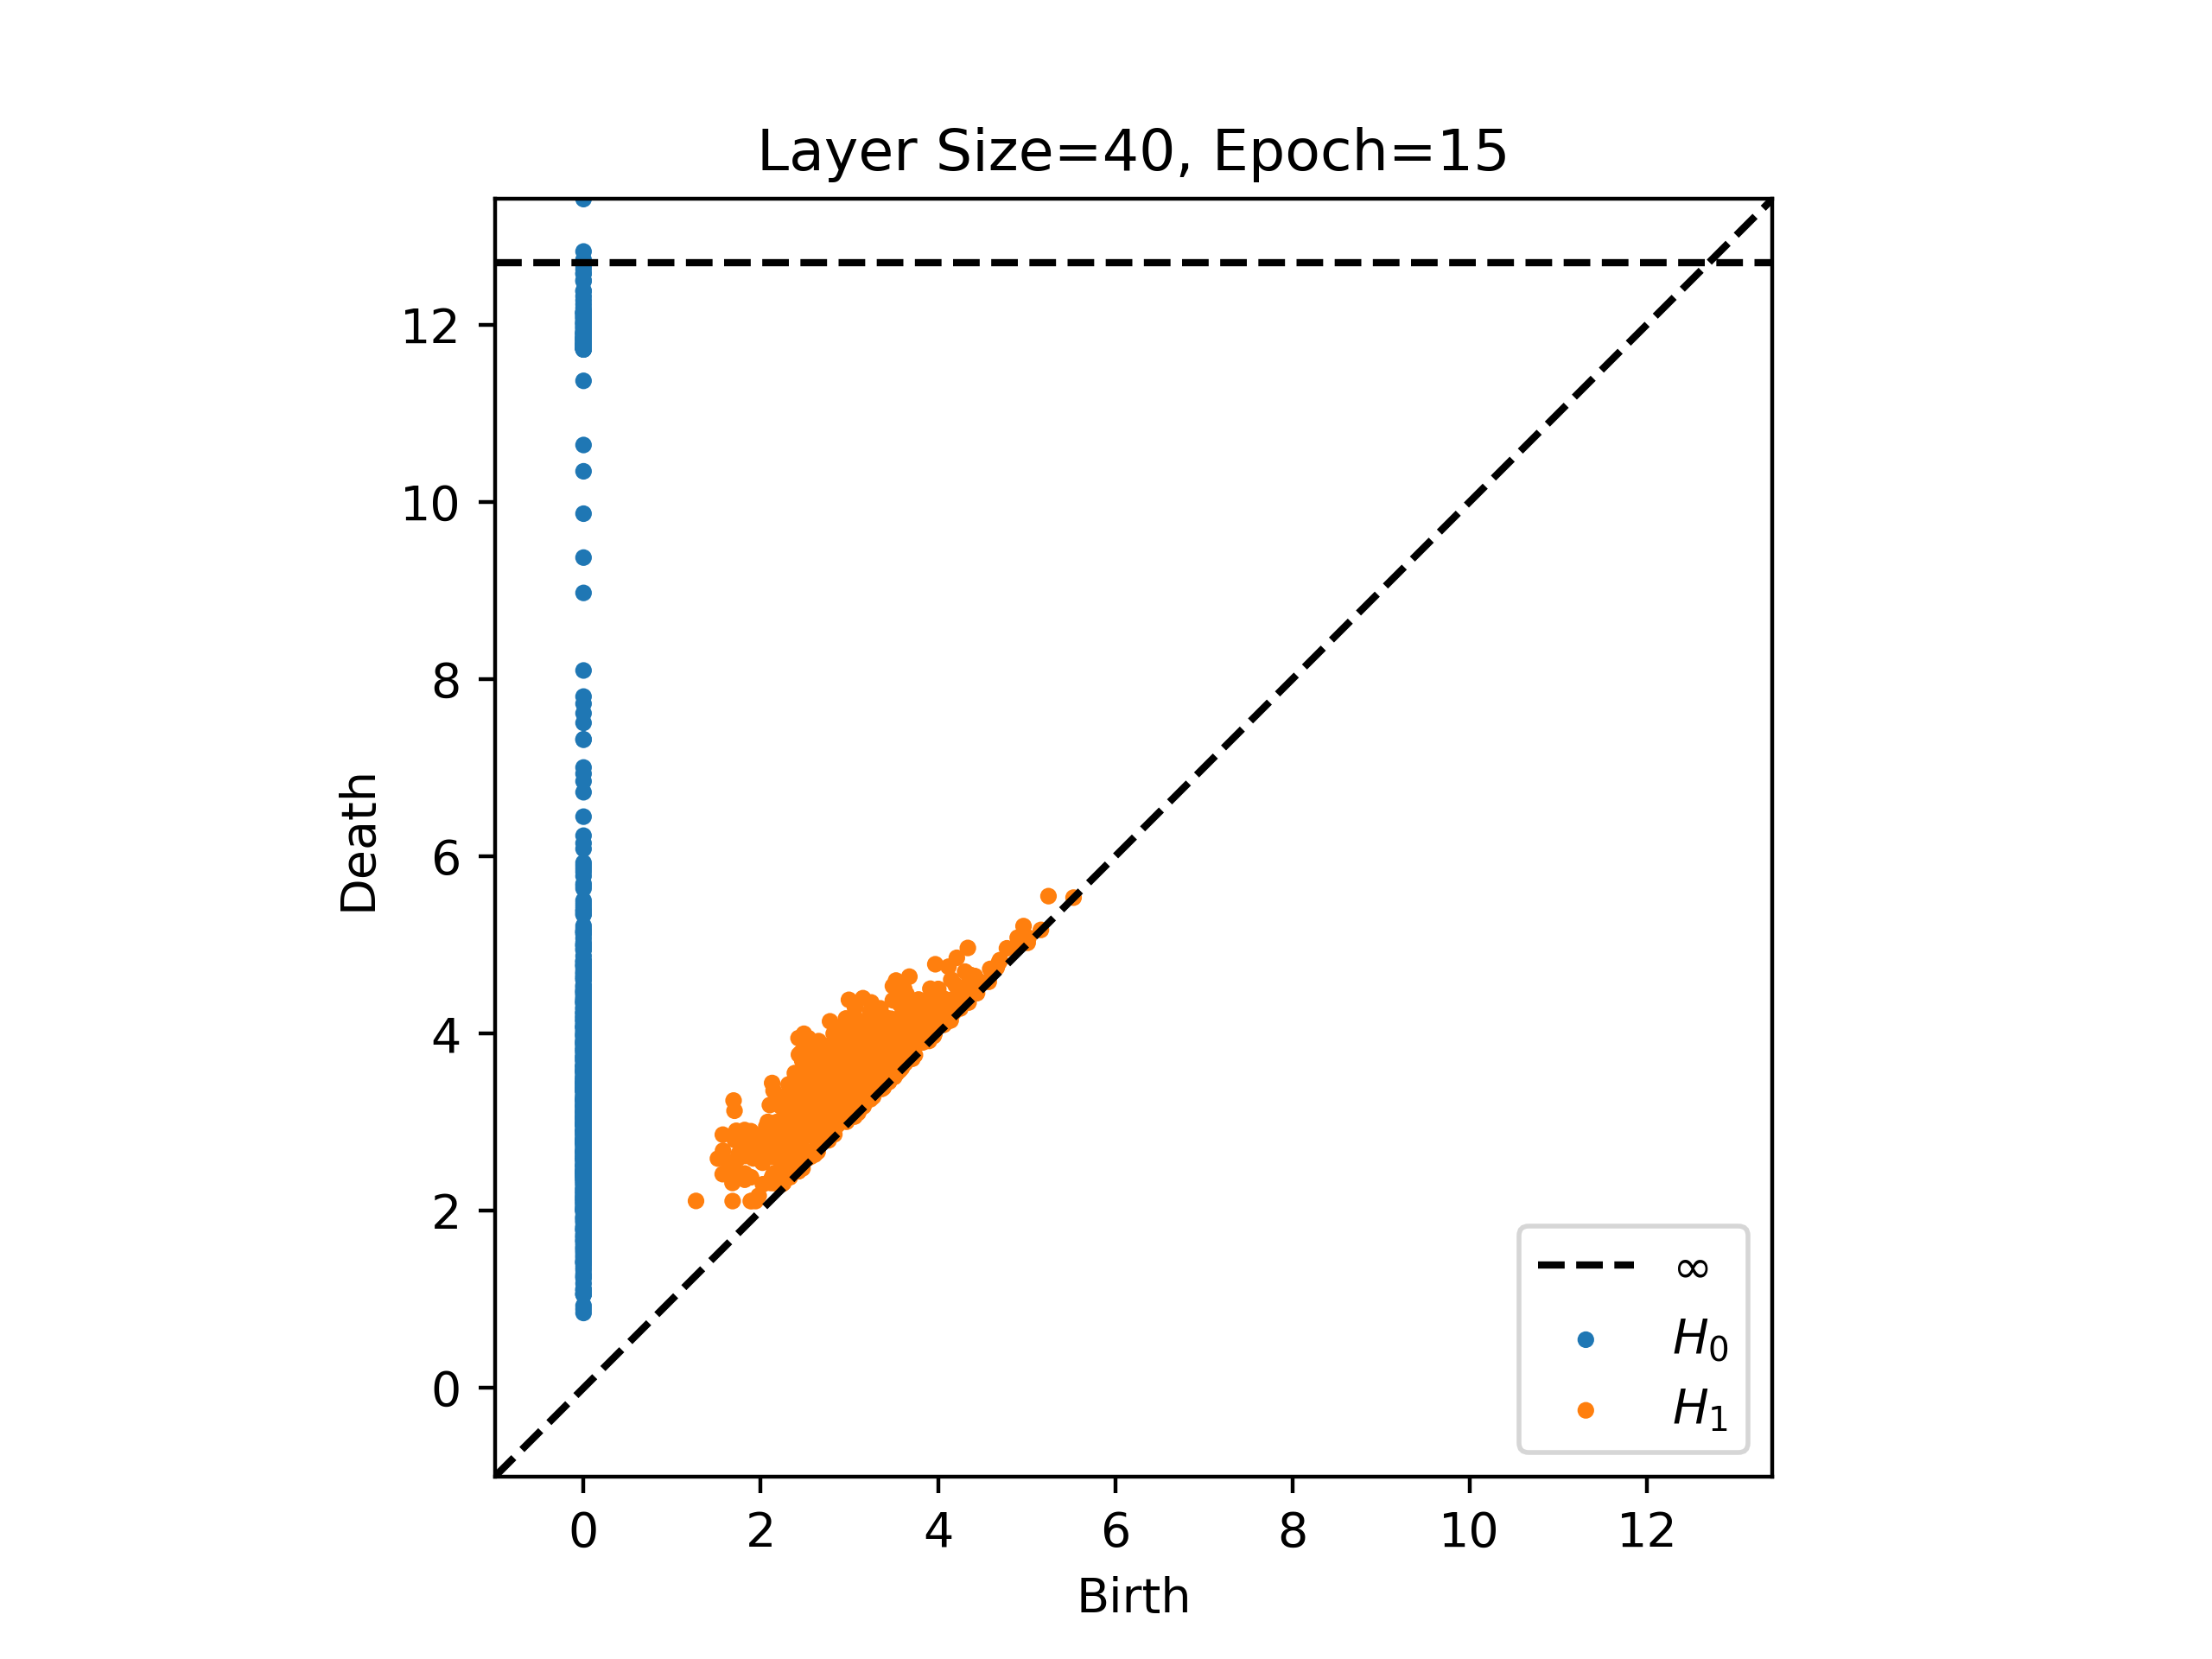 Layer Size=40, Epoch=15
12
10
8
6
4
2
0
Death
0 2 4 6 8 10 12
Birth
∞
H₀
H₁